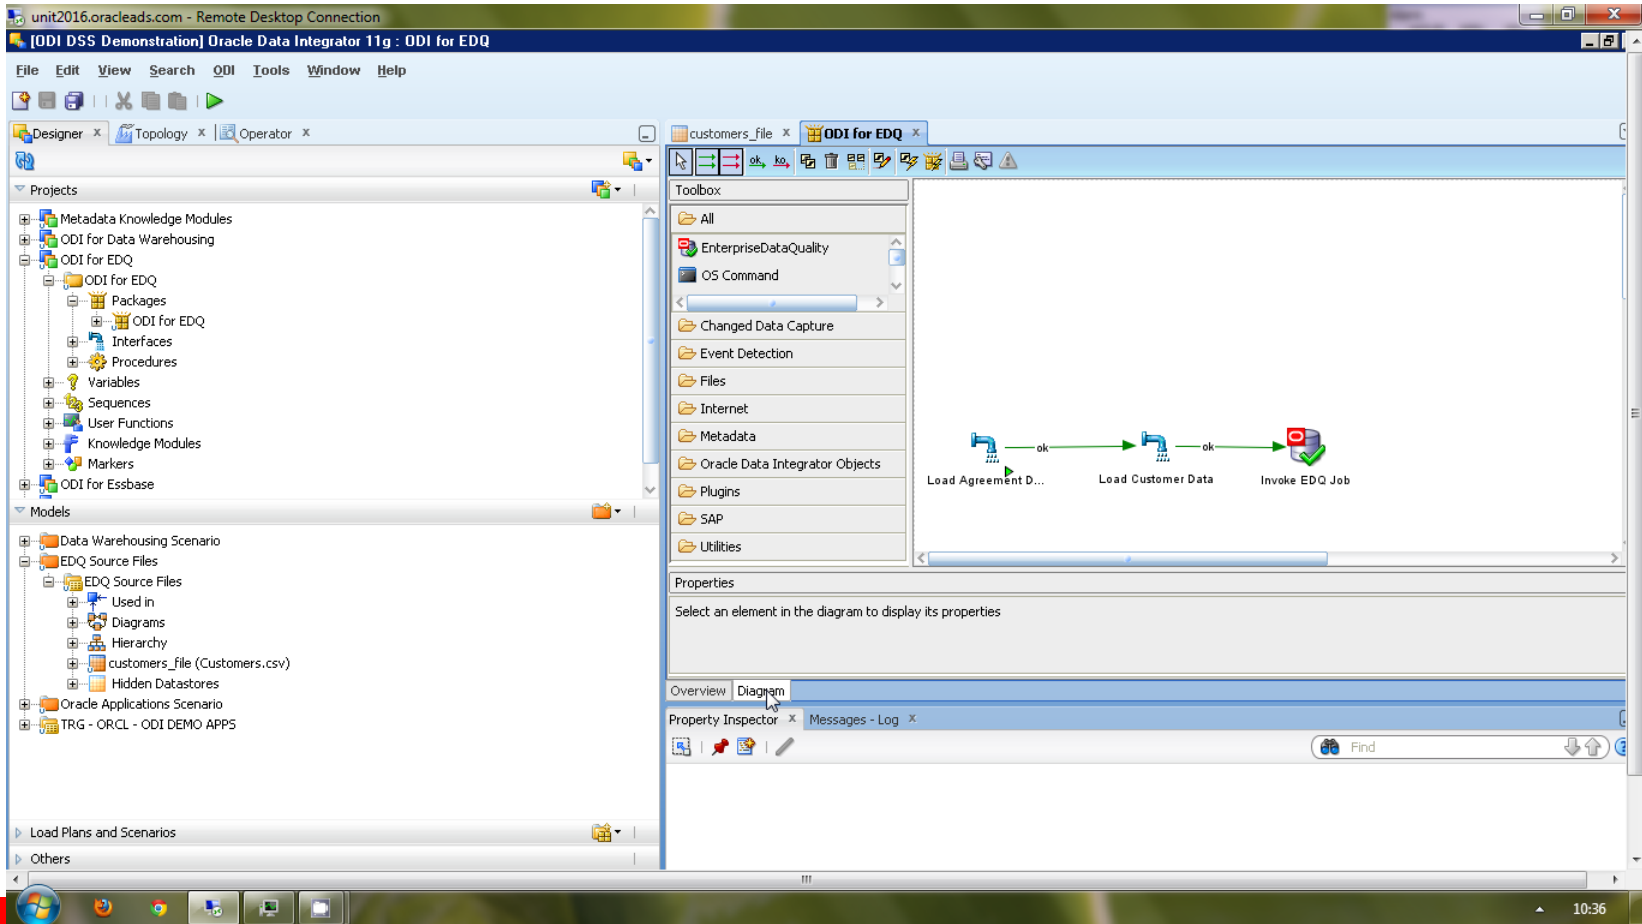 unit2016.oracleads.com - Remote Desktop Connection
[ODI DSS Demonstration] Oracle Data Integrator 11g : ODI for EDQ
File Edit View Search ODI Tools Window Help
Designer x Topology x Operator x
customers_file x ODI for EDQ x
ok ko
Projects
Metadata Knowledge Modules
ODI for Data Warehousing
ODI for EDQ
ODI for EDQ
Packages
ODI for EDQ
Interfaces
Procedures
Variables
Sequences
User Functions
Knowledge Modules
Markers
ODI for Essbase
Models
Data Warehousing Scenario
EDQ Source Files
EDQ Source Files
Used in
Diagrams
Hierarchy
customers_file (Customers.csv)
Hidden Datastores
Oracle Applications Scenario
TRG - ORCL - ODI DEMO APPS
Load Plans and Scenarios
Others
Toolbox
All
EnterpriseDataQuality
OS Command
Changed Data Capture
Event Detection
Files
Internet
Metadata
Oracle Data Integrator Objects
Plugins
SAP
Utilities
ok ok
Load Agreement D... Load Customer Data Invoke EDQ Job
Properties
Select an element in the diagram to display its properties
Overview Diagram
Property Inspector x Messages - Log x
Find
10:36